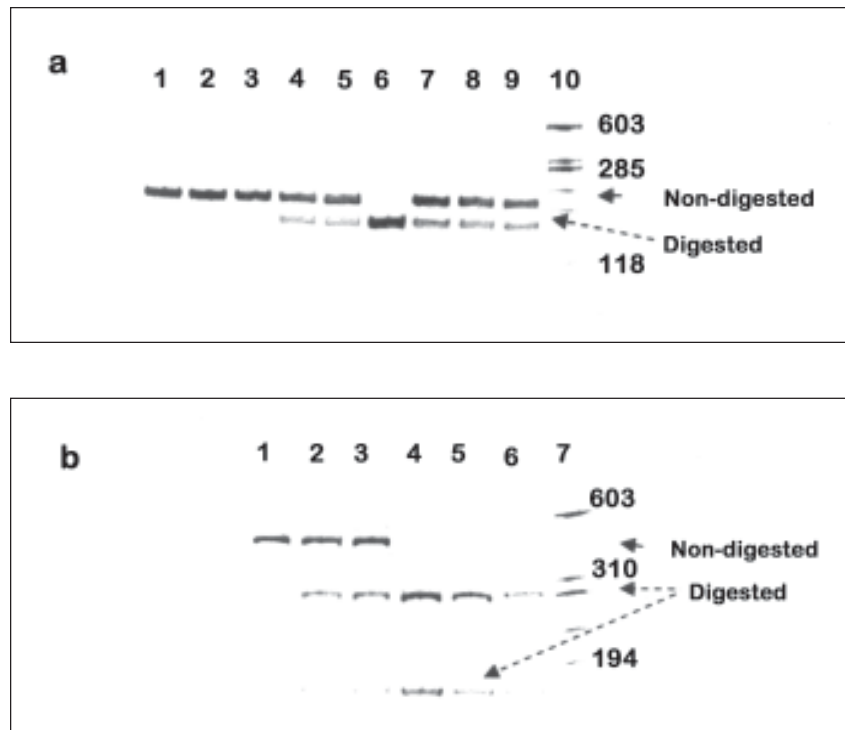 a
1 2 3 4 5 6 7 8 9 10
603
285
Non-digested
Digested
118
b
1 2 3 4 5 6 7
603
Non-digested
310
Digested
194